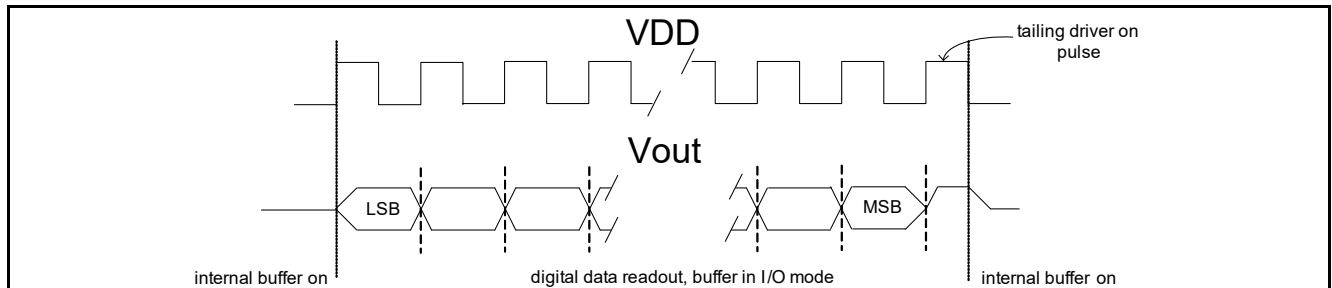 VDD
tailing driver on
pulse
Vout
LSB
MSB
internal buffer on
digital data readout, buffer in I/O mode
internal buffer on